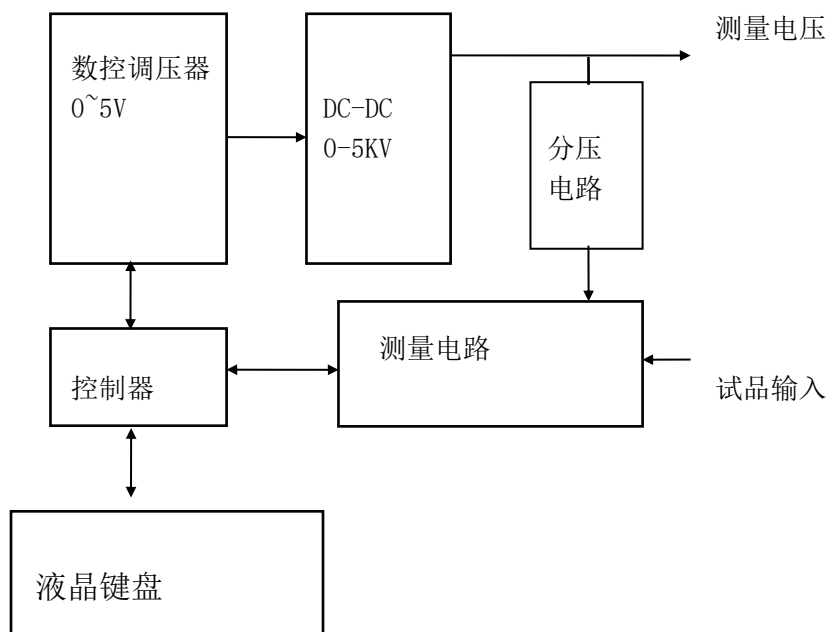 测量电压
数控调压器
0~5V
DC-DC
0-5KV
分压
电路
测量电路
控制器
试品输入
液晶键盘